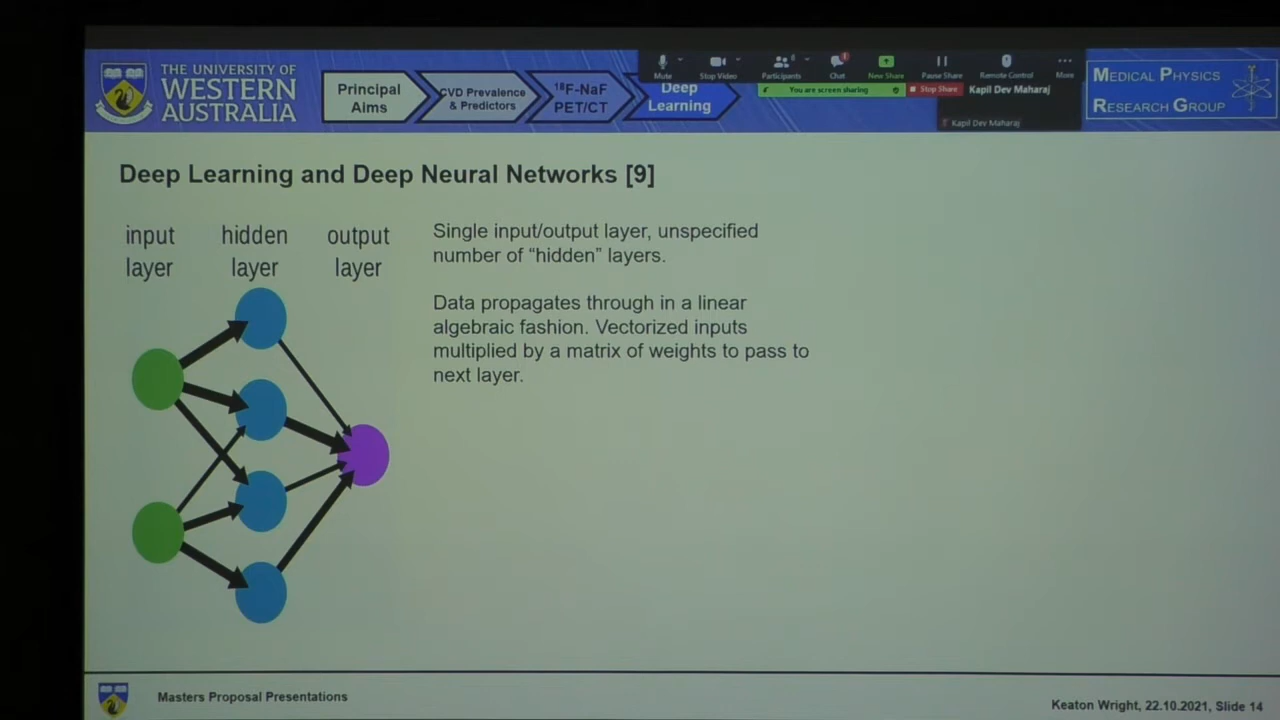 THE UNIVERSITY OF
WESTERN
AUSTRALIA
Principal
Aims
CVD Prevalence
& Predictors
¹⁸F-NaF
PET/CT
Deep
Learning
Mute
Stop Video
Participants
Chat
New Share
Pause Share
Remote Control
More
You are screen sharing
Stop Share
Kapil Dev Maharaj
Kapil Dev Maharaj
MEDICAL PHYSICS
RESEARCH GROUP
Deep Learning and Deep Neural Networks [9]
input
layer
hidden
layer
output
layer
Single input/output layer, unspecified
number of “hidden” layers.
Data propagates through in a linear
algebraic fashion. Vectorized inputs
multiplied by a matrix of weights to pass to
next layer.
Masters Proposal Presentations
Keaton Wright, 22.10.2021, Slide 14